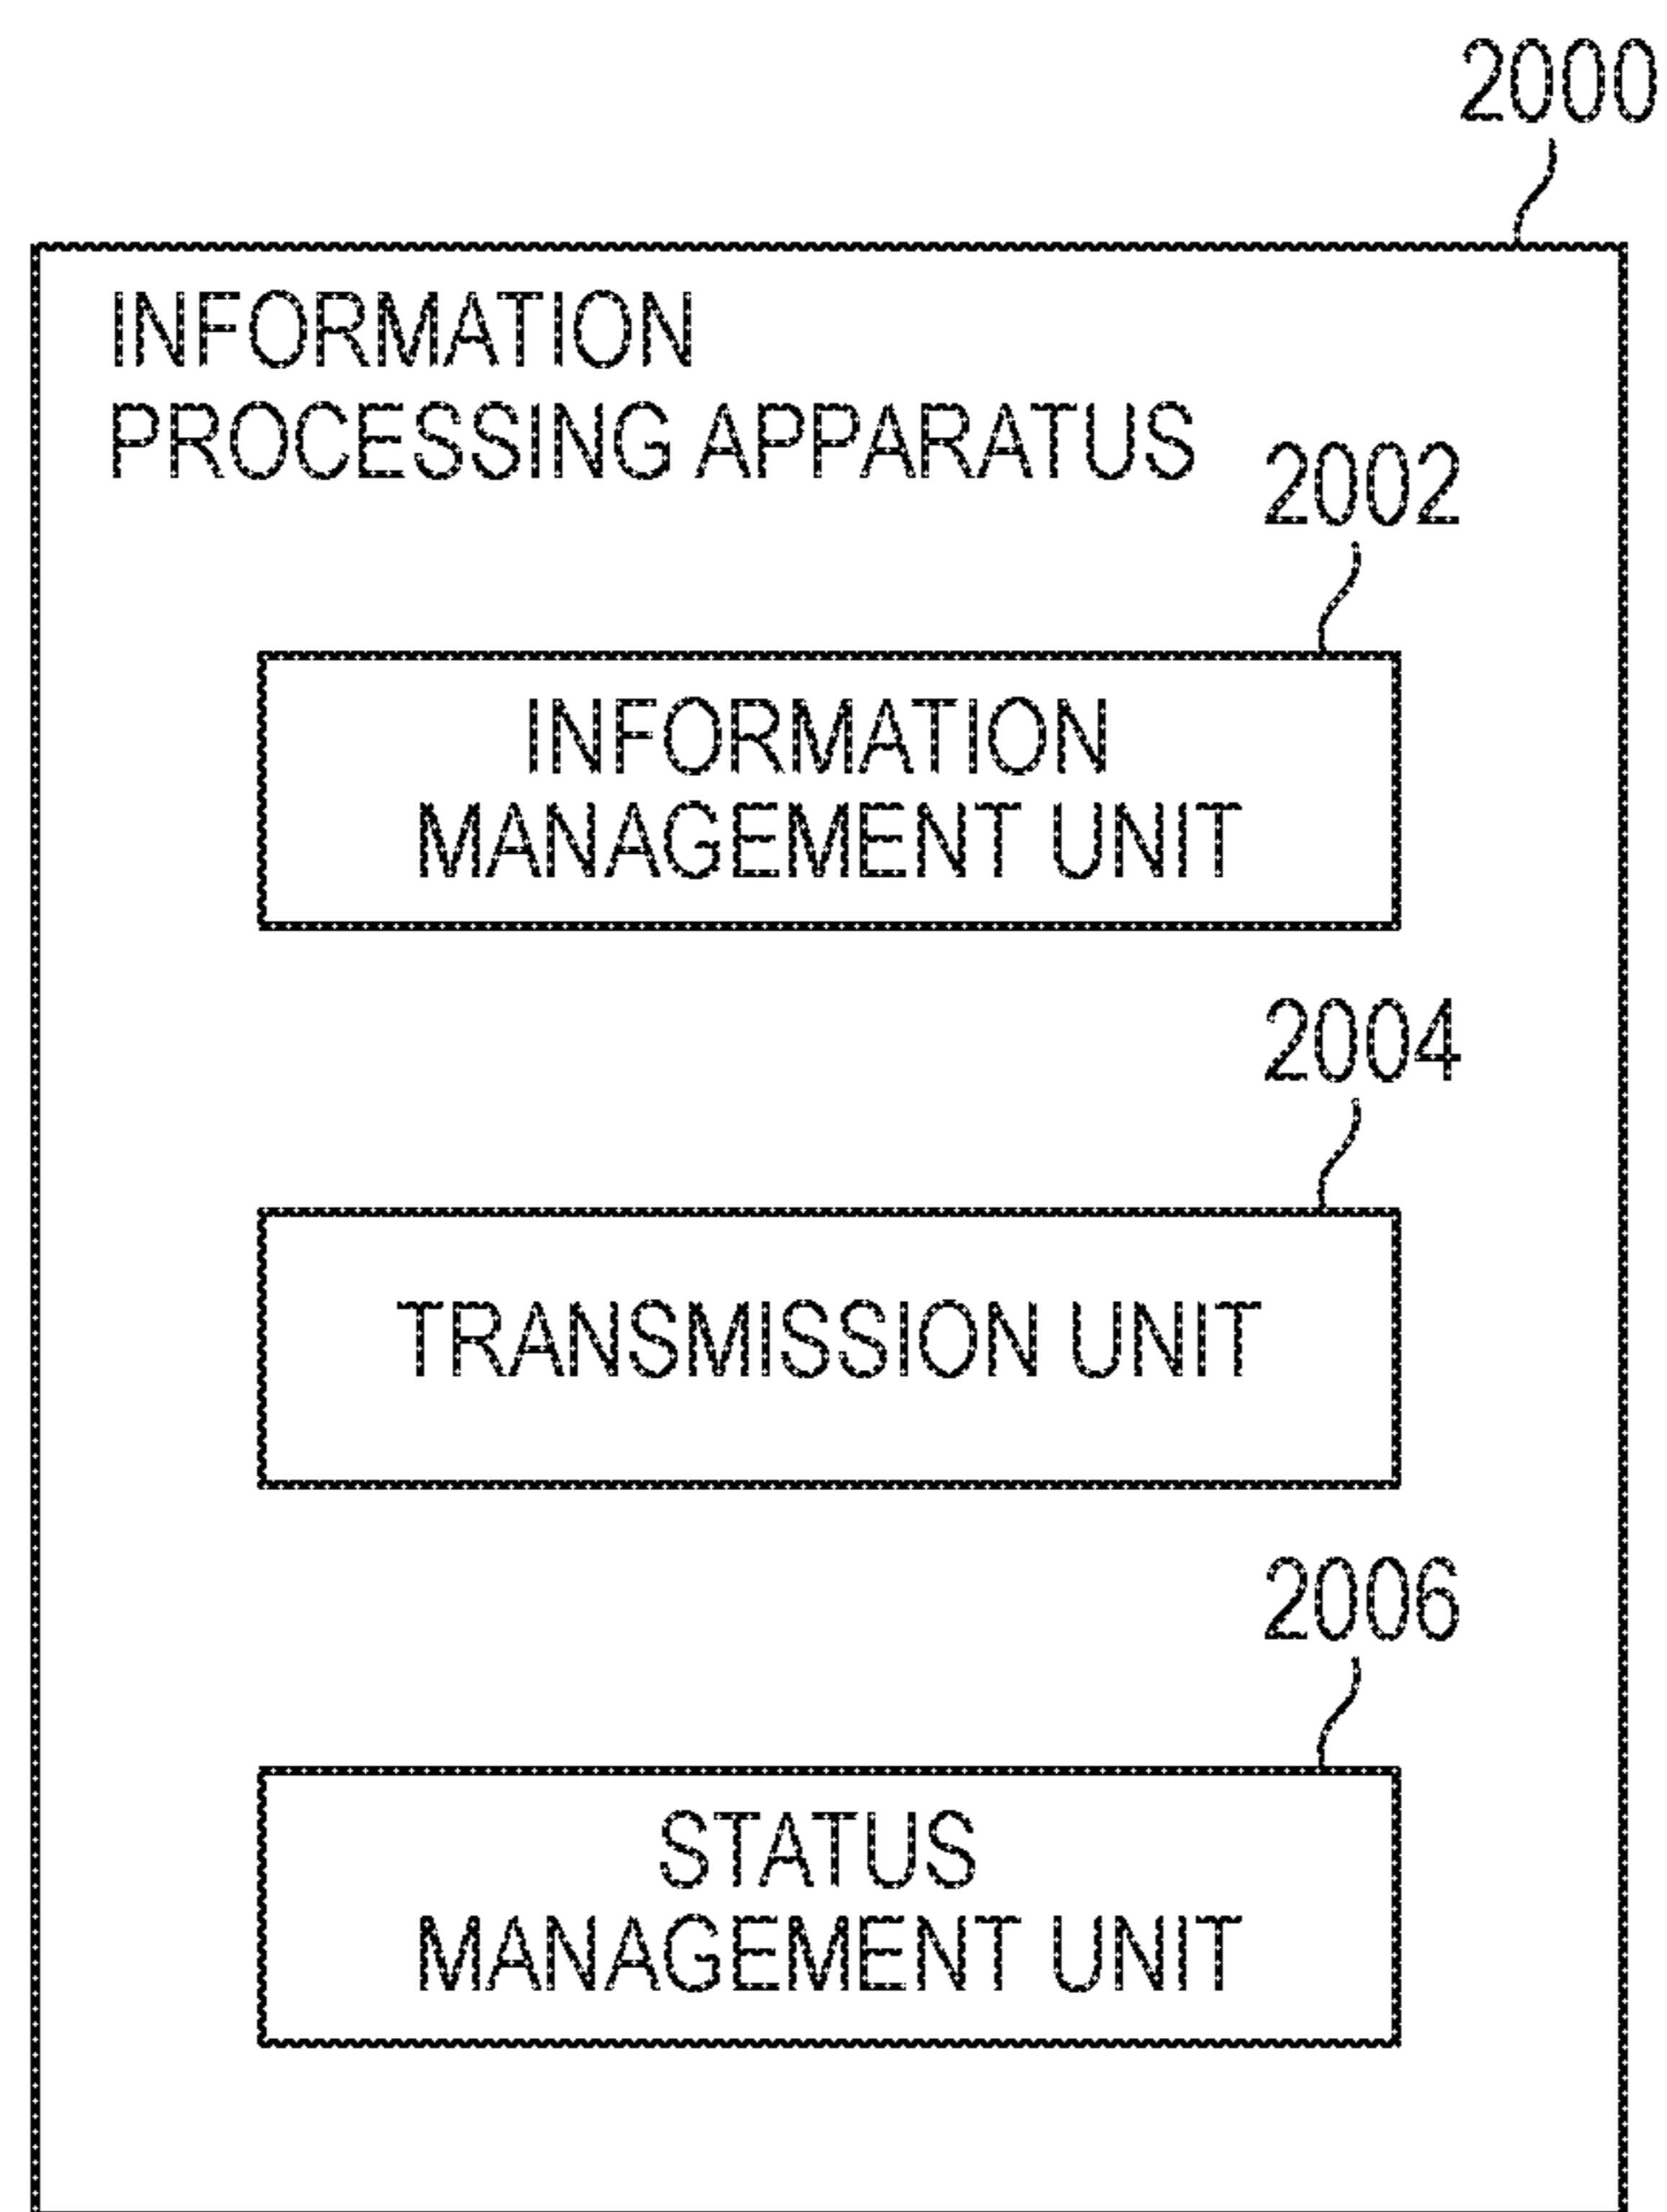 2000
INFORMATION
PROCESSING APPARATUS
2002
INFORMATION
MANAGEMENT UNIT
2004
TRANSMISSION UNIT
2006
STATUS
MANAGEMENT UNIT